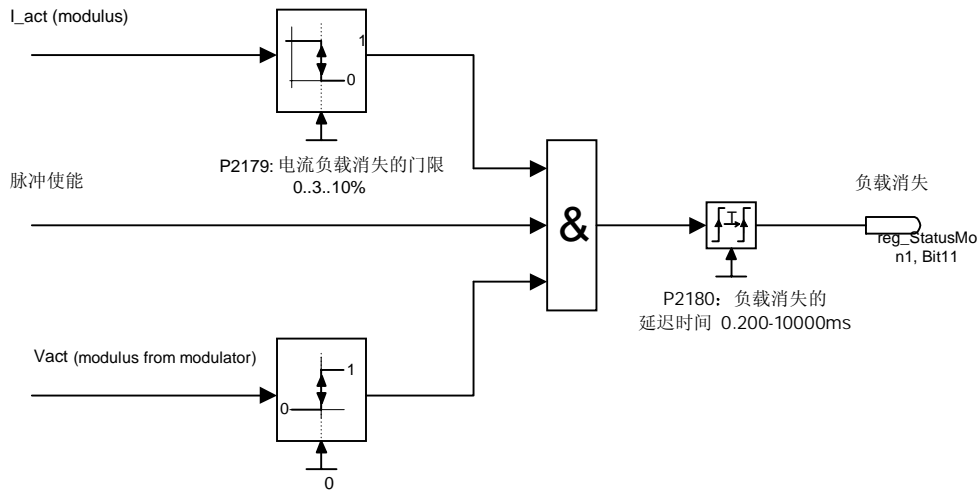 I_act (modulus)
1
0
P2179: 电流负载消失的门限
0..3..10%
脉冲使能
&
T
负载消失
reg_StatusMo
n1, Bit11
P2180：负载消失的
延迟时间 0.200-10000ms
Vact (modulus from modulator)
1
0
0